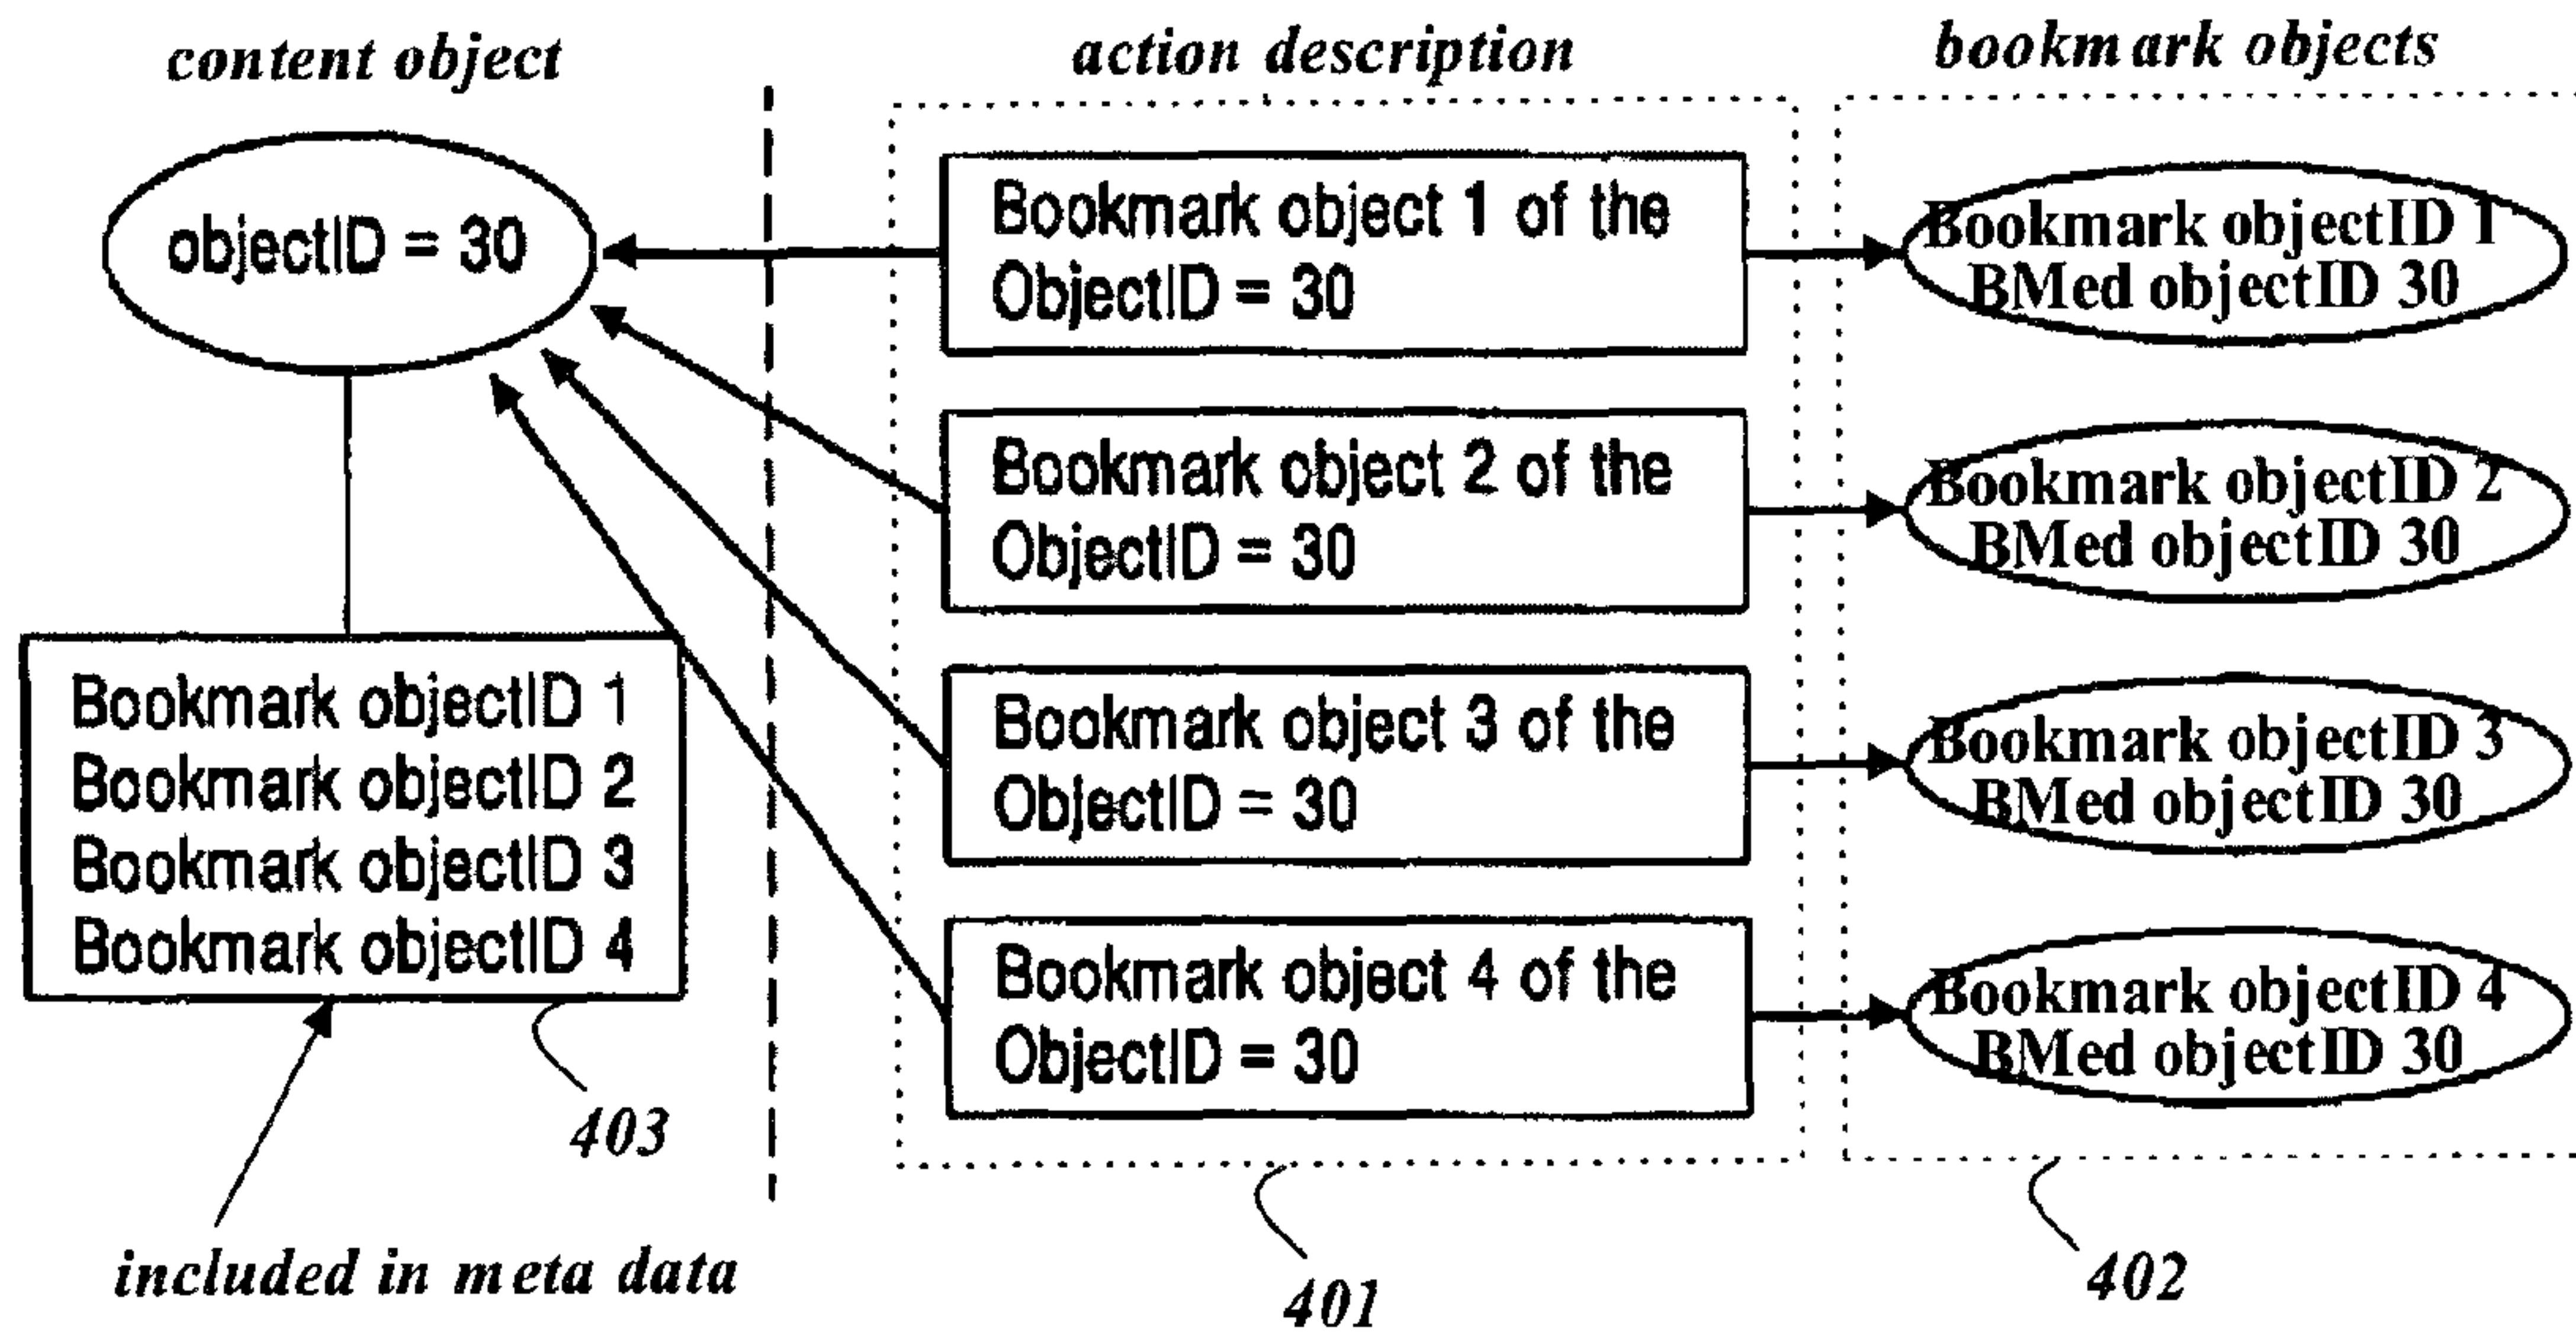 content object
action description
bookmark objects
objectID = 30
Bookmark object 1 of the
ObjectID = 30
Bookmark objectID 1
BMed objectID 30
Bookmark object 2 of the
ObjectID = 30
Bookmark objectID 2
BMed objectID 30
Bookmark object 3 of the
ObjectID = 30
Bookmark objectID 3
BMed objectID 30
Bookmark object 4 of the
ObjectID = 30
Bookmark objectID 4
BMed objectID 30
Bookmark objectID 1
Bookmark objectID 2
Bookmark objectID 3
Bookmark objectID 4
403
included in meta data
401
402